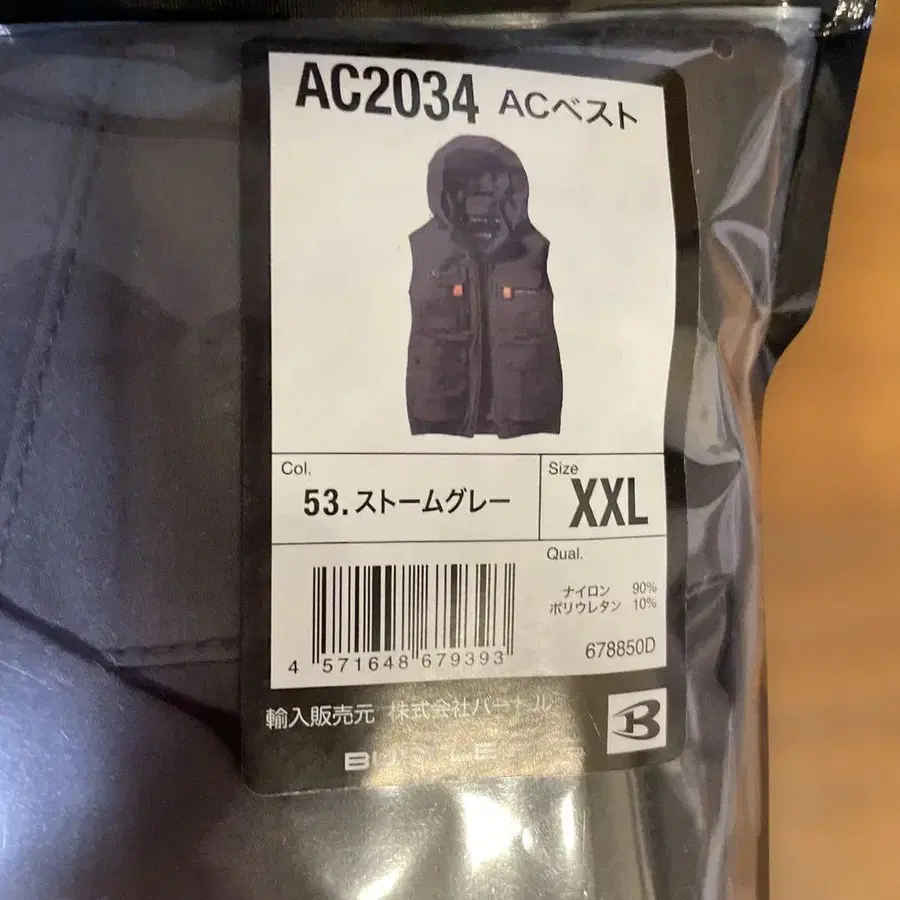 AC2034 ACベスト
Col.
53.ストームグレー
Size
XXL
Qual.
ナイロン 90%
ポリウレタン 10%
4 571648 679393
678850D
輸入販売元 株式会社バートル
B